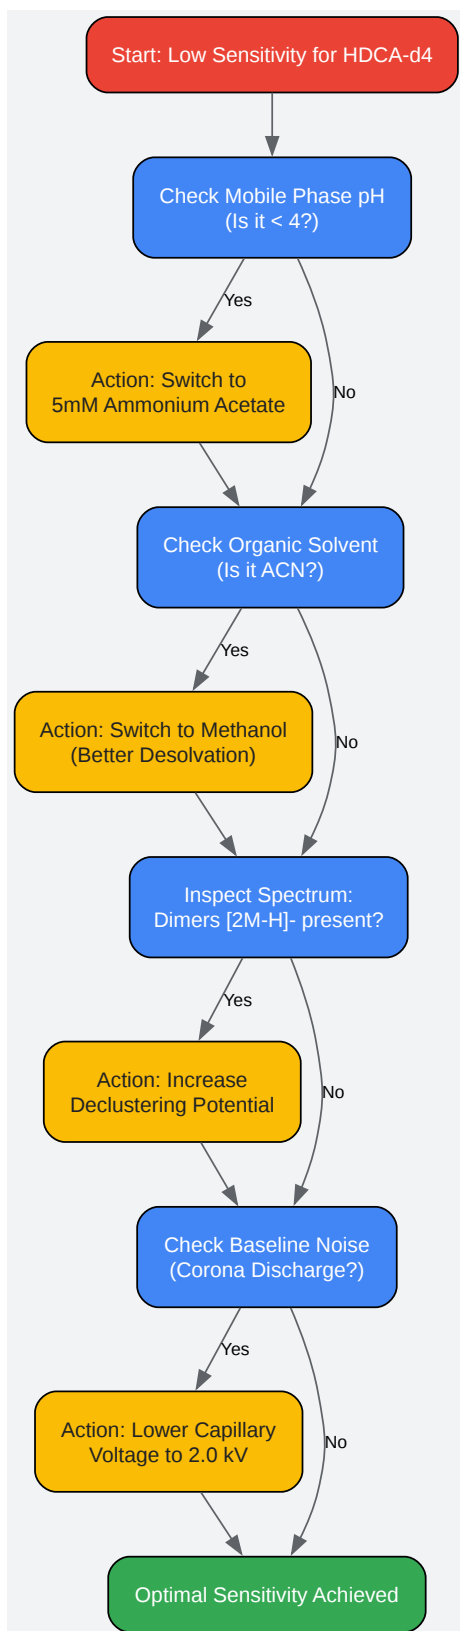 Start: Low Sensitivity for HDCA-d4
Check Mobile Phase pH
(Is it < 4?)
Yes
Action: Switch to
5mM Ammonium Acetate
No
Check Organic Solvent
(Is it ACN?)
Yes
Action: Switch to Methanol
(Better Desolvation)
No
Inspect Spectrum:
Dimers [2M-H]- present?
Yes
Action: Increase
Declustering Potential
No
Check Baseline Noise
(Corona Discharge?)
Yes
Action: Lower Capillary
Voltage to 2.0 kV
No
Optimal Sensitivity Achieved